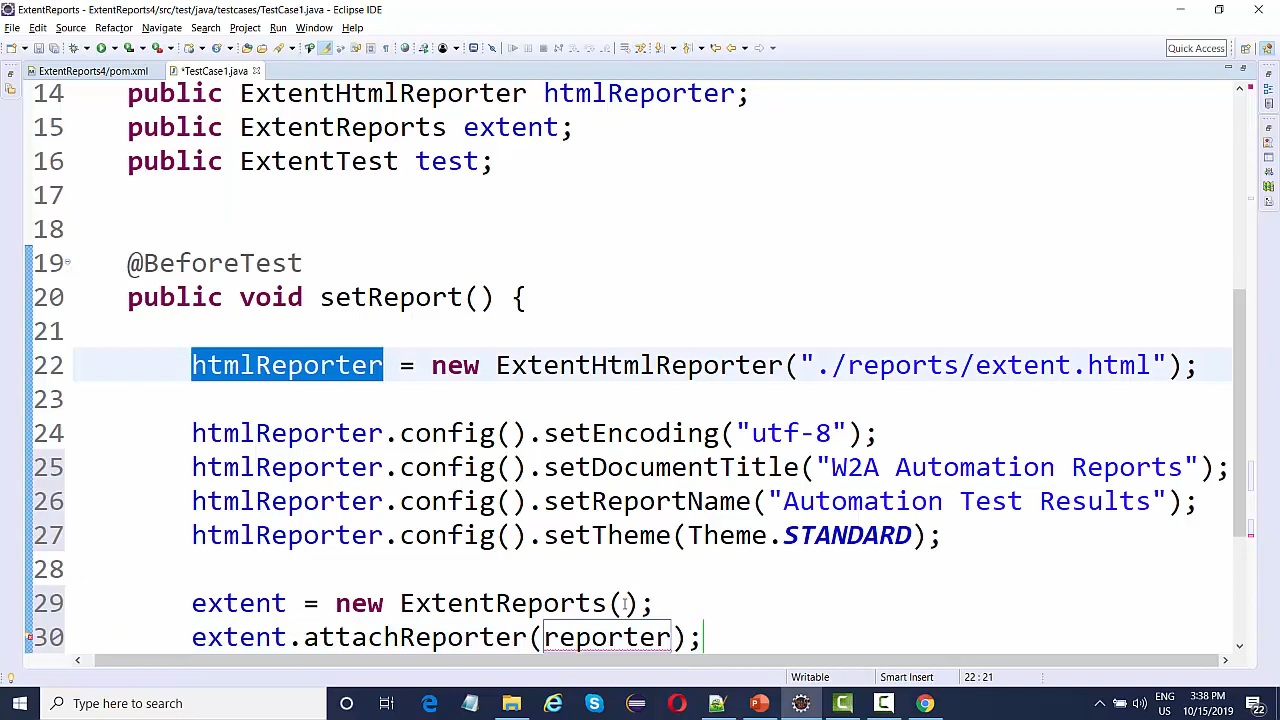 ExtentReports4/src/test/java/testcases/TestCase1.java - Eclipse IDE
File Edit Source Refactor Navigate Search Project Run Window Help
Quick Access
ExtentReports4/pom.xml *TestCase1.java
14 public ExtentHtmlReporter htmlReporter;
15 public ExtentReports extent;
16 public ExtentTest test;
17
18
19 @BeforeTest
20 public void setReport() {
21
22 htmlReporter = new ExtentHtmlReporter("./reports/extent.html");
23
24 htmlReporter.config().setEncoding("utf-8");
25 htmlReporter.config().setDocumentTitle("W2A Automation Reports");
26 htmlReporter.config().setReportName("Automation Test Results");
27 htmlReporter.config().setTheme(Theme.STANDARD);
28
29 extent = new ExtentReports();
30 extent.attachReporter(reporter);
Writable Smart Insert 22 : 21
Type here to search
ENG
US
3:38 PM
10/15/2019
22